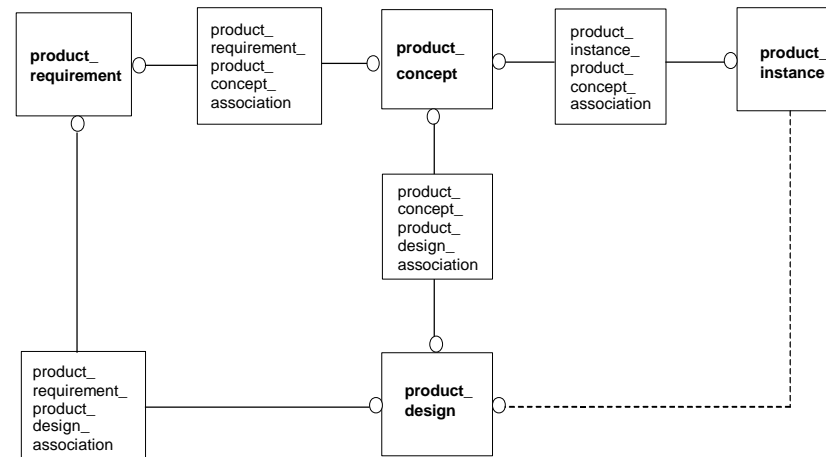 product_
requirement
product_
requirement_
product_
concept_
association
product_
concept
product_
instance_
product_
concept_
association
product_
instance
product_
concept_
product_
design_
association
product_
requirement_
product_
design_
association
product_
design